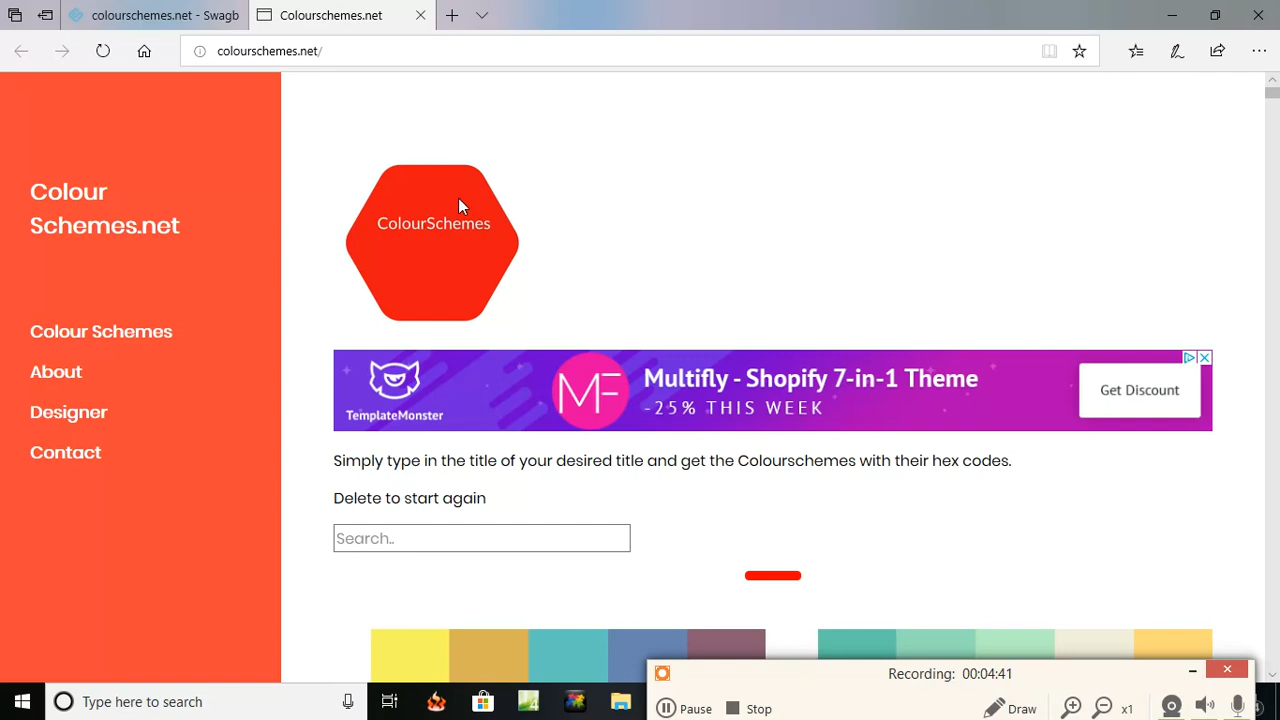 colourschemes.net - Swagb
Colourschemes.net
colourschemes.net/
Colour
Schemes.net
Colour Schemes
About
Designer
Contact
ColourSchemes
TemplateMonster
MF
Multifly - Shopify 7-in-1 Theme
-25% THIS WEEK
Get Discount
Simply type in the title of your desired title and get the Colourschemes with their hex codes.
Delete to start again
Search..
Recording: 00:04:41
Pause
Stop
Draw
x1
Type here to search